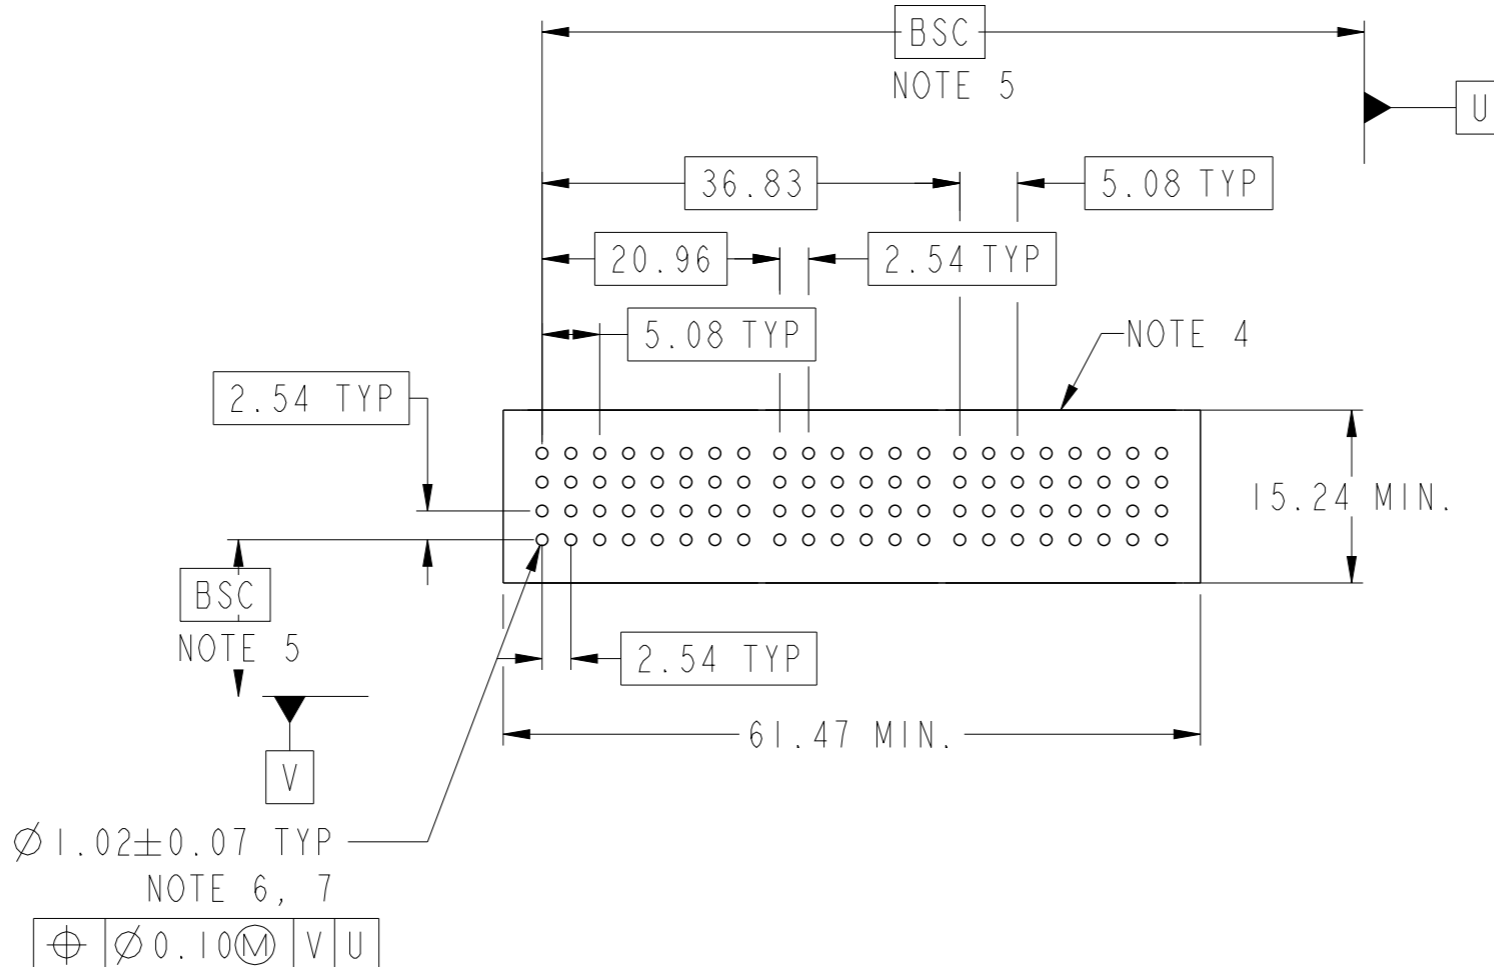 BSC
NOTE 5
U
36.83
5.08 TYP
20.96
2.54 TYP
5.08 TYP
NOTE 4
2.54 TYP
15.24 MIN.
BSC
NOTE 5
2.54 TYP
61.47 MIN.
V
Ø1.02±0.07 TYP
NOTE 6, 7
⌖ Ø0.10Ⓜ V U